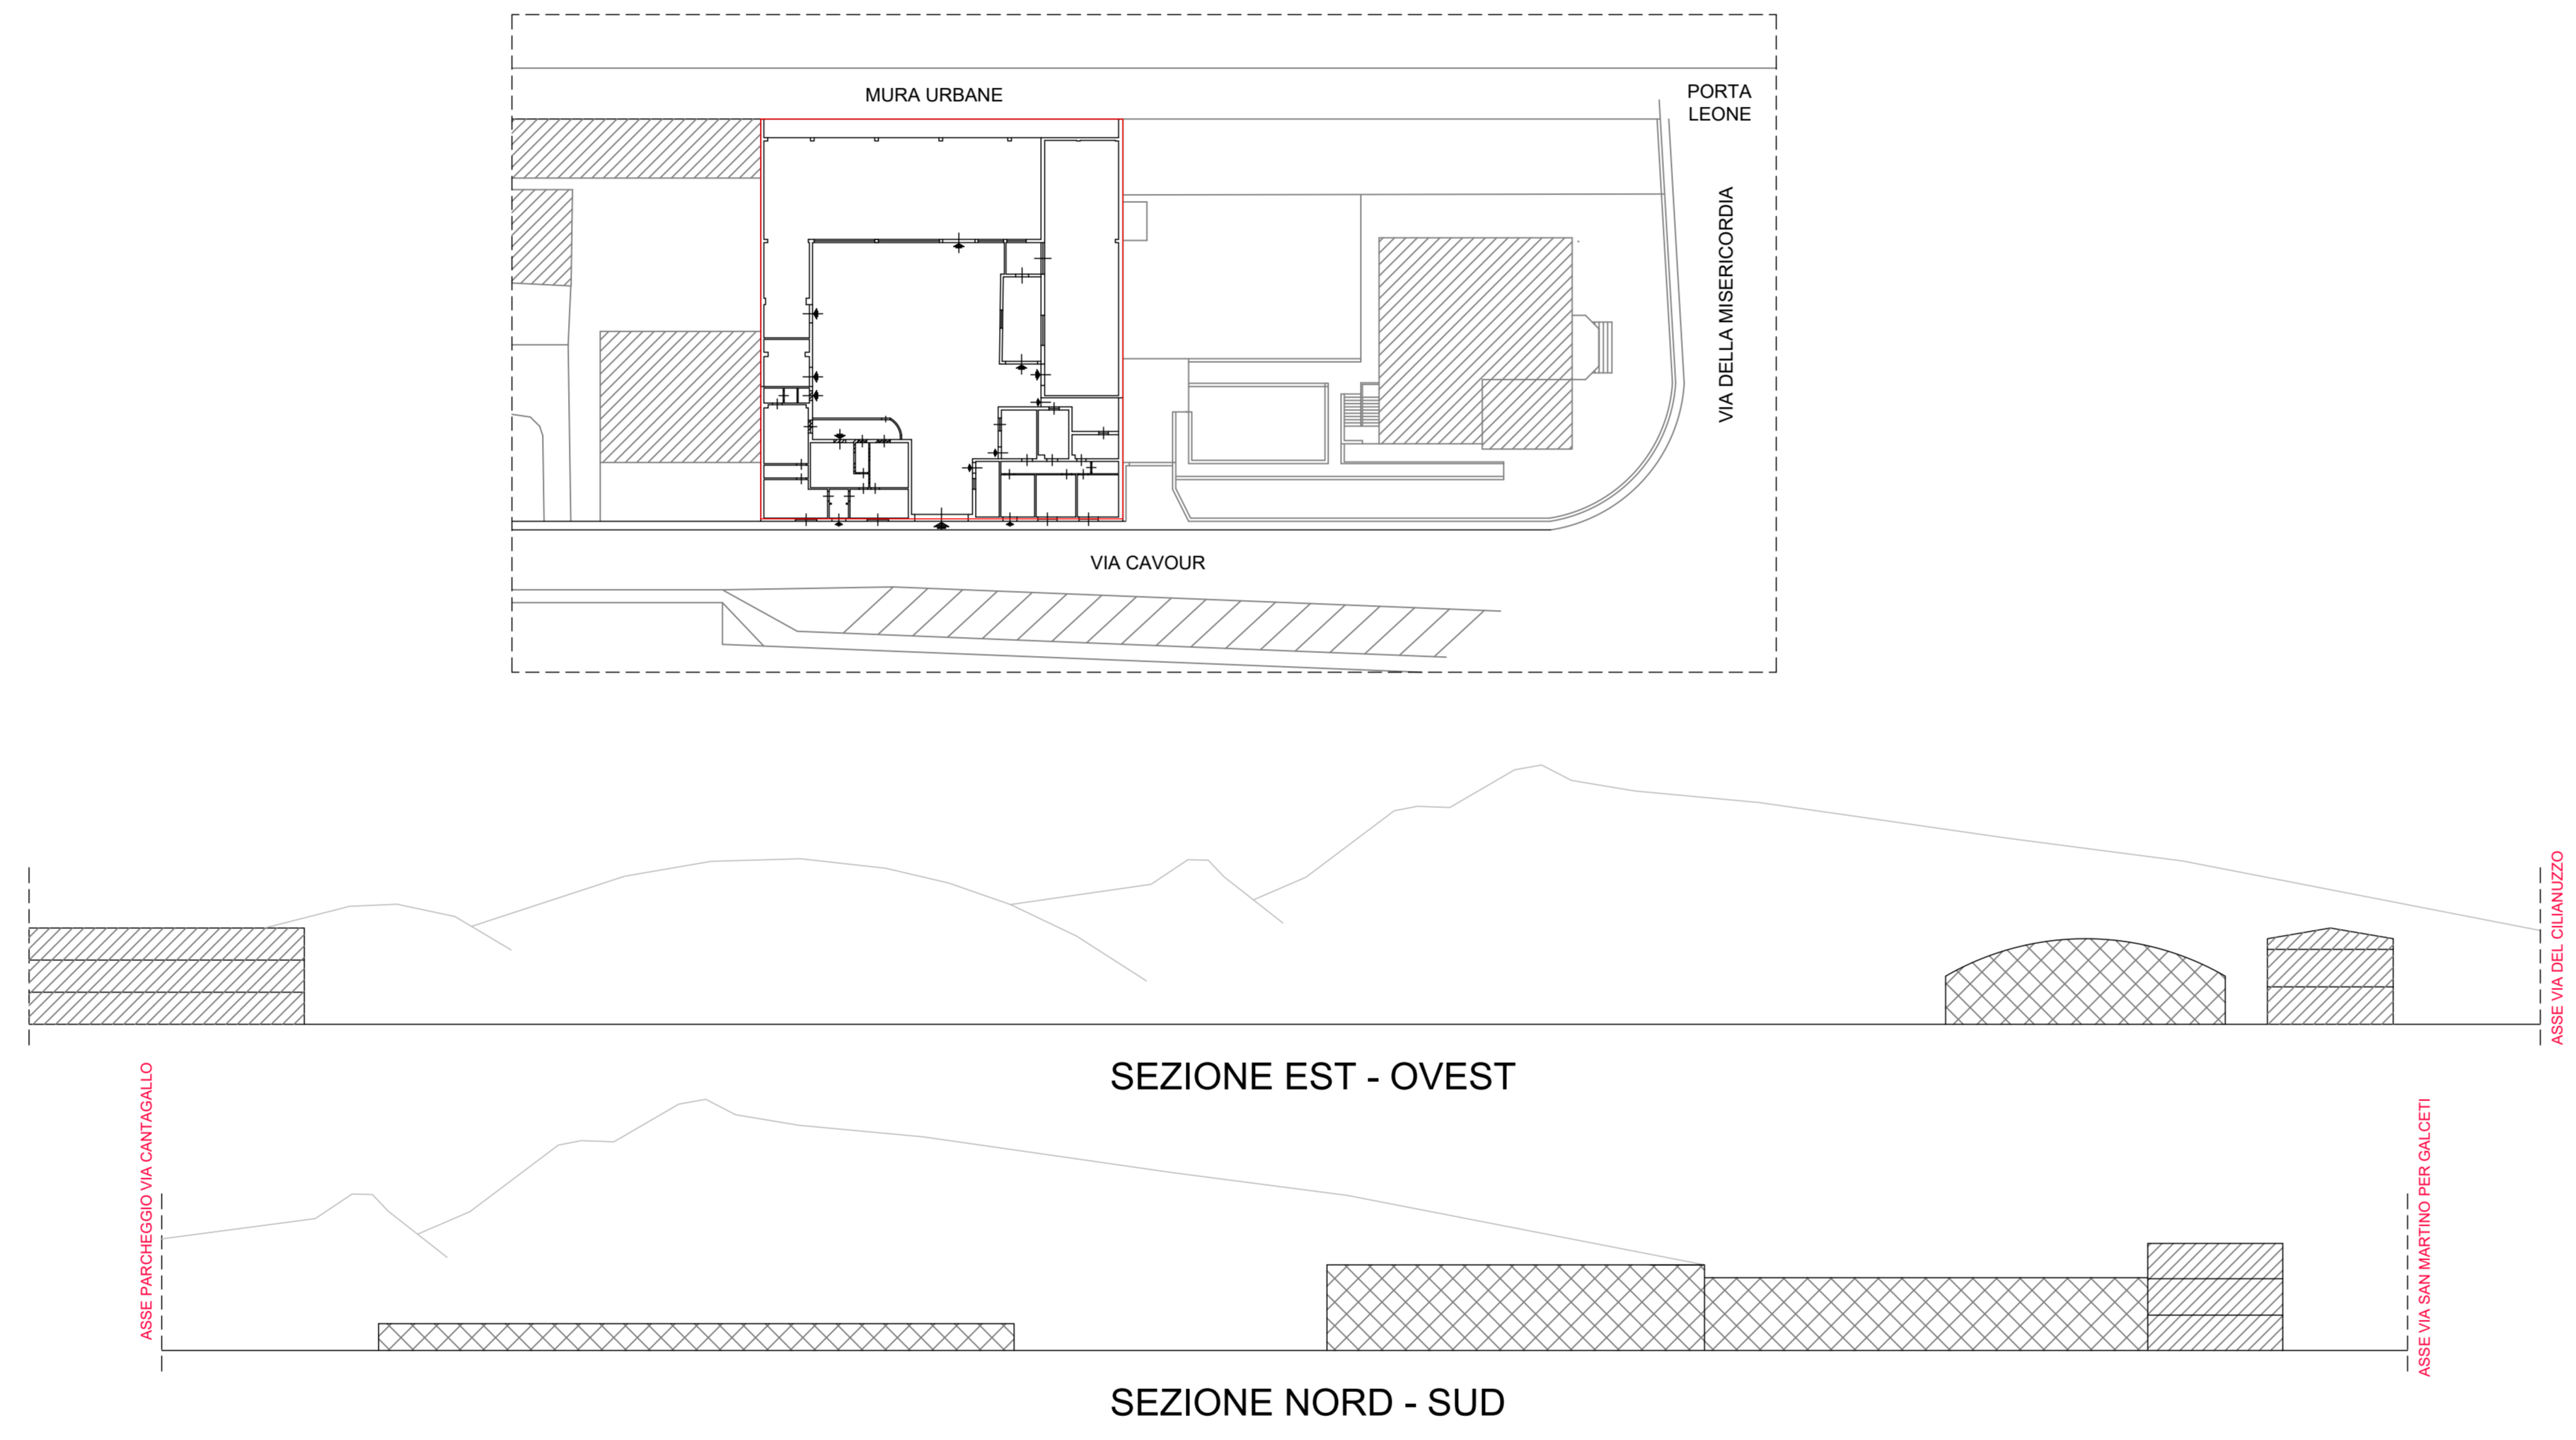 MURA URBANE
PORTA
LEONE
VIA DELLA MISERICORDIA
VIA CAVOUR
ASSE VIA DEL CILIANUZZO
SEZIONE EST - OVEST
ASSE PARCHEGGIO VIA CANTAGALLO
ASSE VIA SAN MARTINO PER GALCETI
SEZIONE NORD - SUD